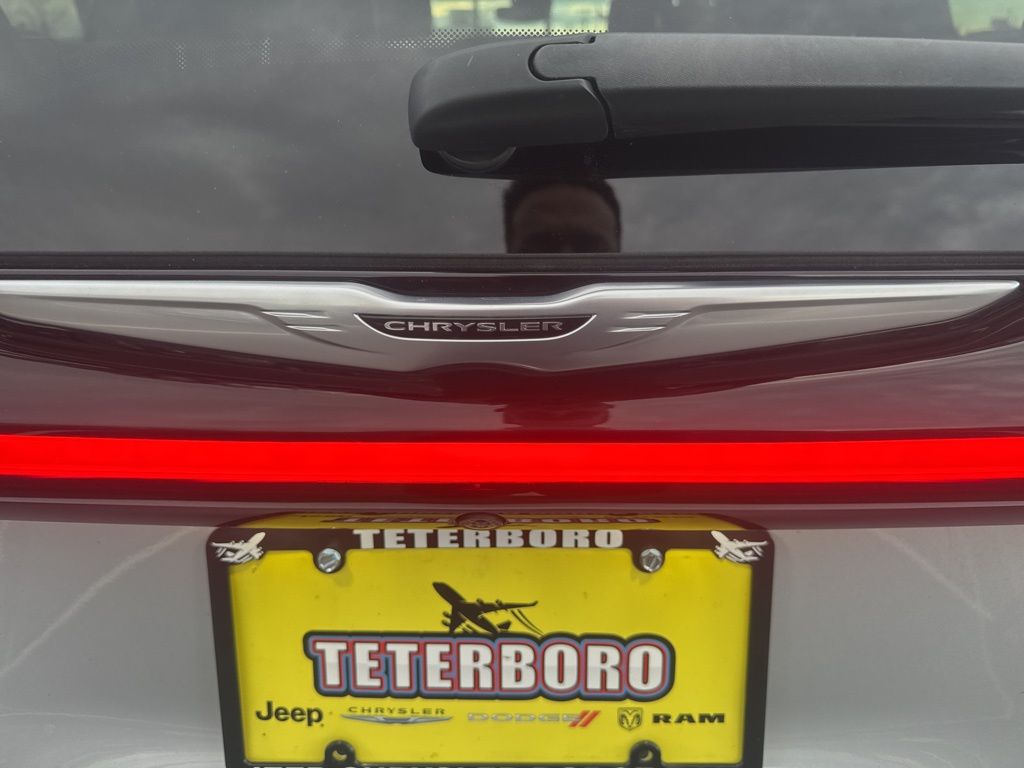 CHRYSLER
TETERBORO
TETERBORO
Jeep CHRYSLER DODGE RAM